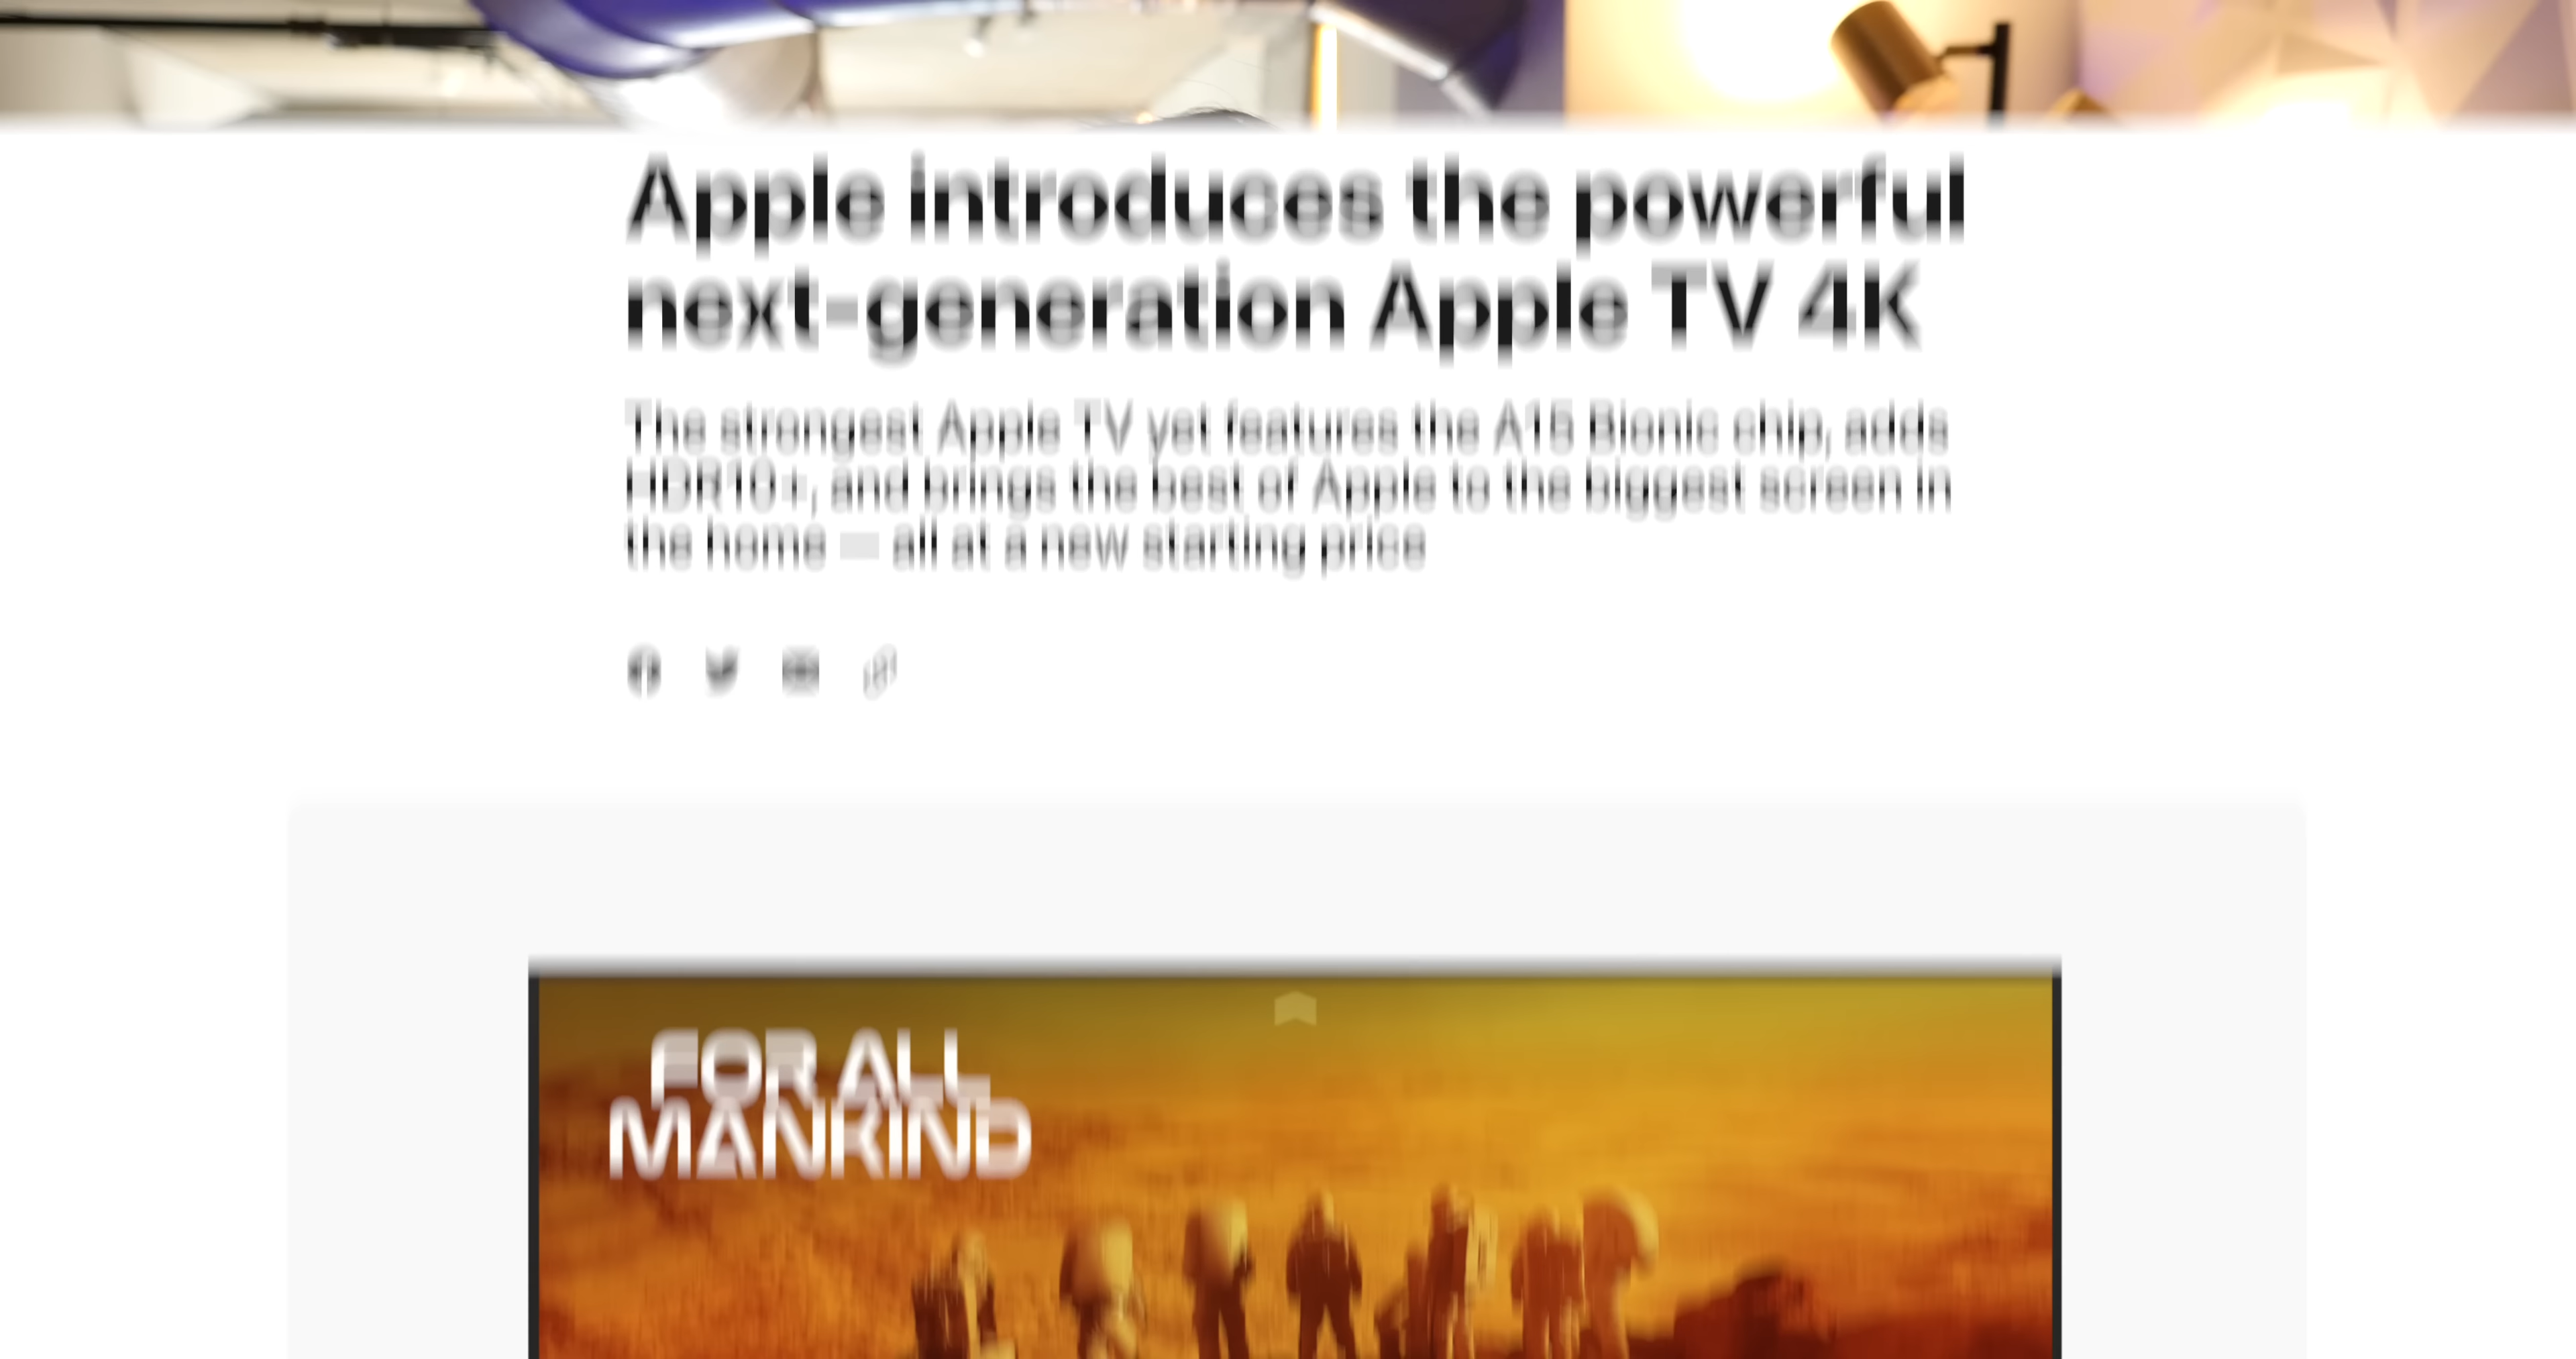 Apple introduces the powerful
next-generation Apple TV 4K
The strongest Apple TV yet features the A15 Bionic chip, adds
HDR10+, and brings the best of Apple to the biggest screen in
the home — all at a new starting price
FOR ALL
MANKIND